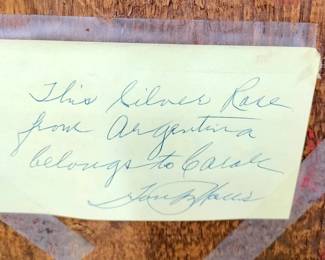 This Silver Rose
from Argentina
belongs to Carole